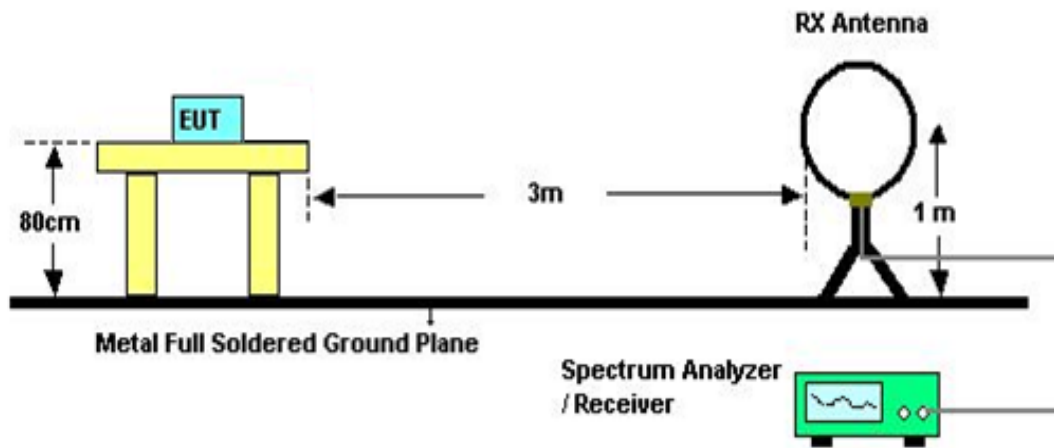 RX Antenna
EUT
80cm
3m
1 m
Metal Full Soldered Ground Plane
Spectrum Analyzer
/ Receiver